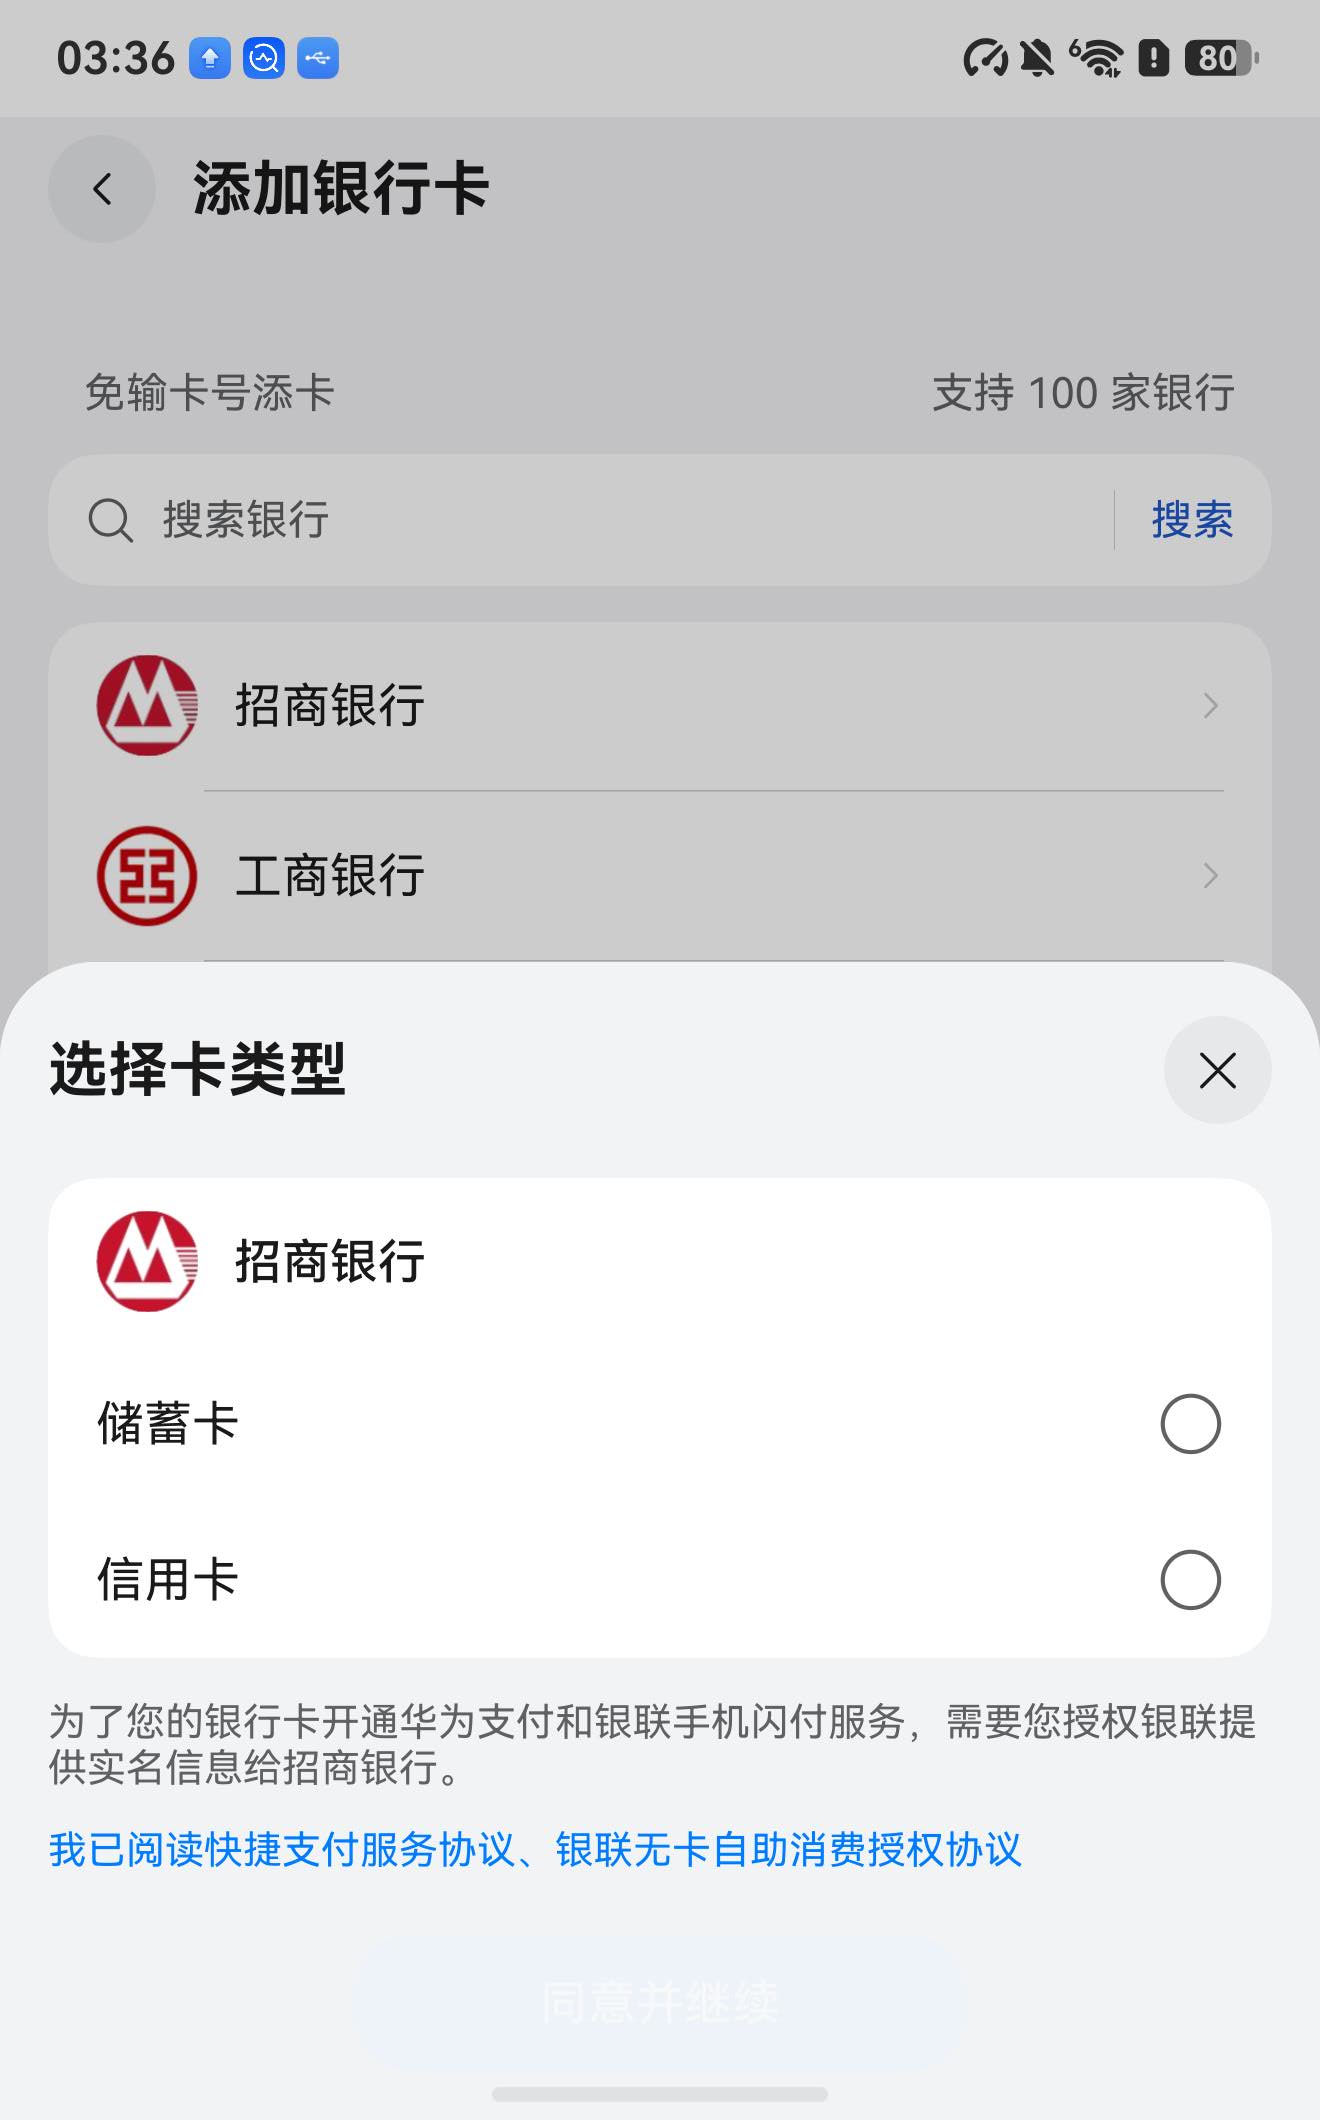 03:36
6
80
添加银行卡
免输卡号添卡 支持 100 家银行
搜索银行 搜索
招商银行
工商银行
选择卡类型
招商银行
储蓄卡
信用卡
为了您的银行卡开通华为支付和银联手机闪付服务，需要您授权银联提
供实名信息给招商银行。
我已阅读快捷支付服务协议、银联无卡自助消费授权协议
同意并继续